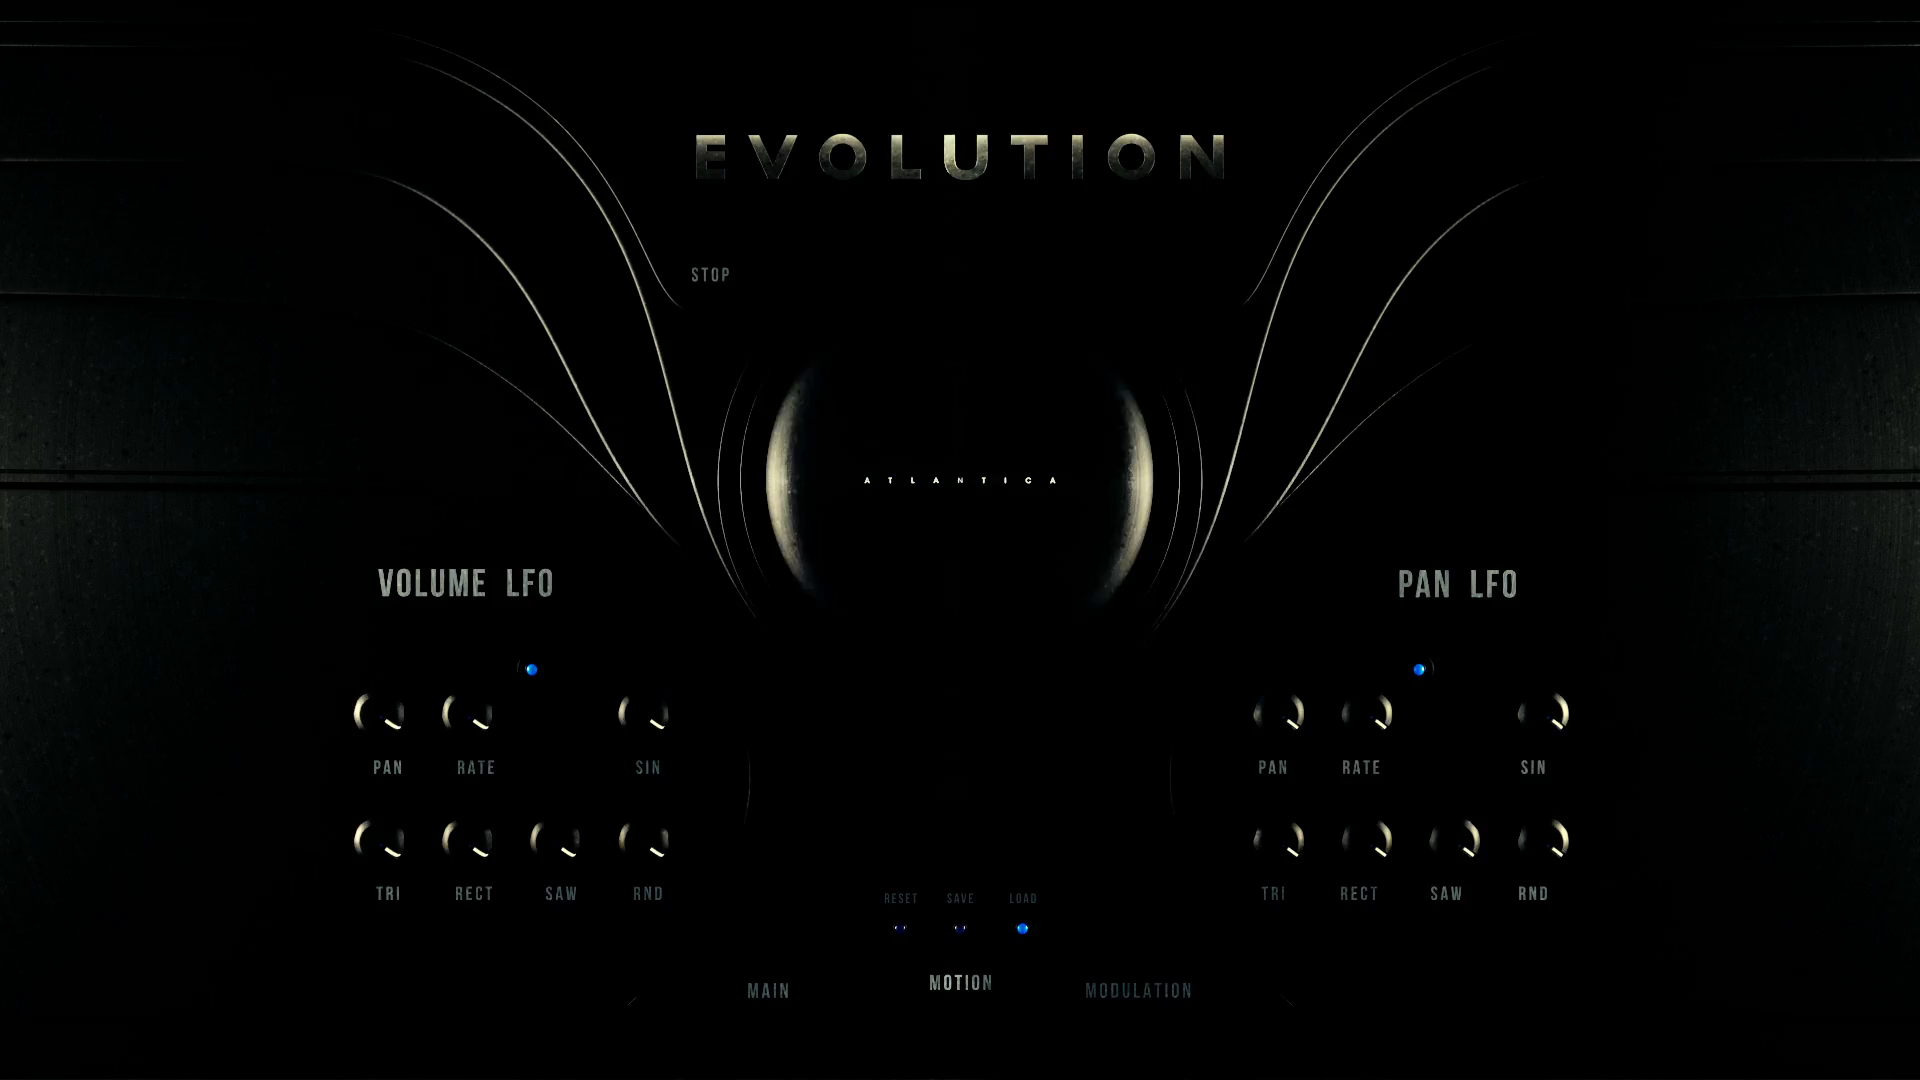 EVOLUTION
STOP
ATLANTICA
VOLUME LFO
PAN LFO
PAN RATE SIN
PAN RATE SIN
TRI RECT SAW RND
TRI RECT SAW RND
RESET SAVE LOAD
MAIN MOTION MODULATION